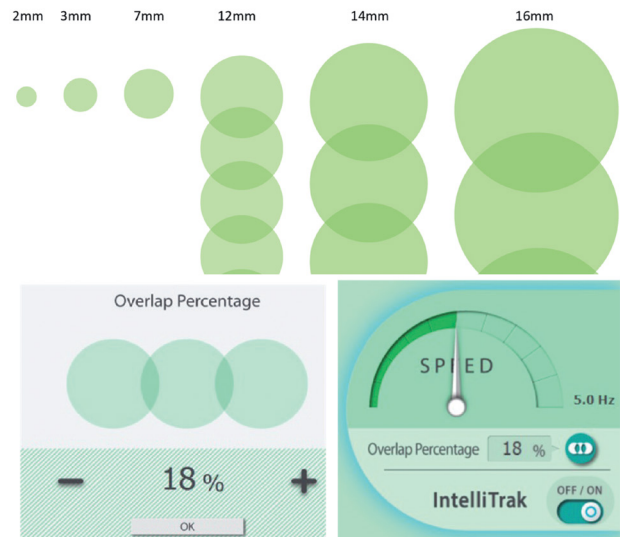 2mm 3mm 7mm 12mm 14mm 16mm
Overlap Percentage
18 %
OK
SPEED
5.0 Hz
Overlap Percentage 18 %
IntelliTrak
OFF / ON